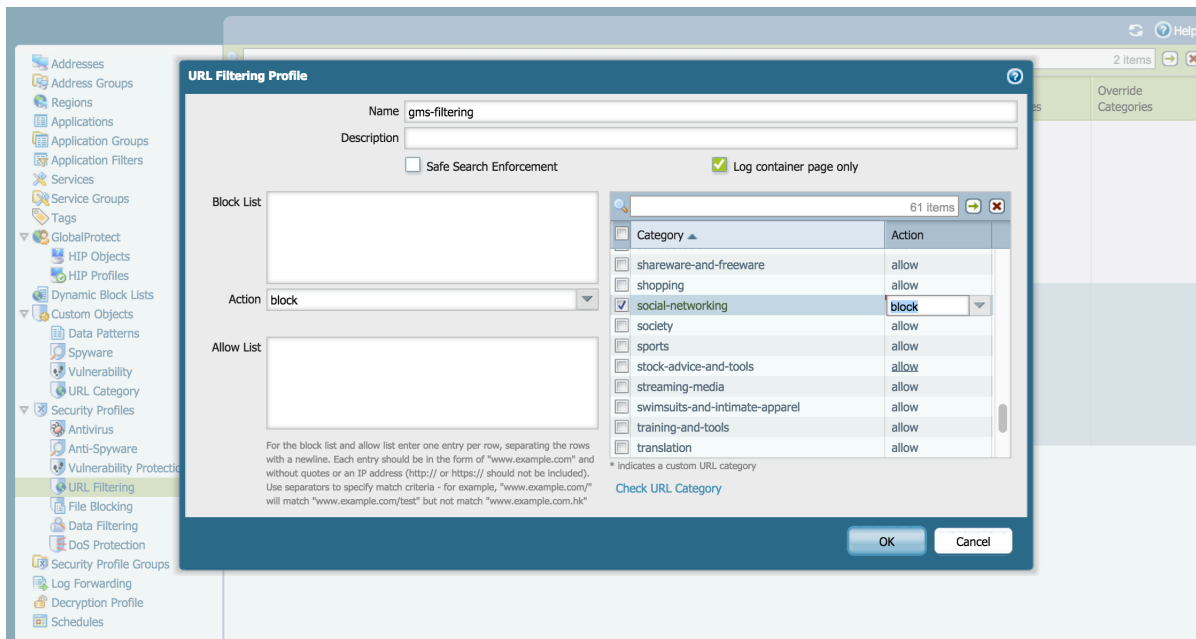 Help
2 items
Override
Categories
es
Addresses
Address Groups
Regions
Applications
Application Groups
Application Filters
Services
Service Groups
Tags
GlobalProtect
HIP Objects
HIP Profiles
Dynamic Block Lists
Custom Objects
Data Patterns
Spyware
Vulnerability
URL Category
Security Profiles
Antivirus
Anti-Spyware
Vulnerability Protectic
URL Filtering
File Blocking
Data Filtering
DoS Protection
Security Profile Groups
Log Forwarding
Decryption Profile
Schedules
URL Filtering Profile
Name gms-filtering
Description
Safe Search Enforcement Log container page only
Block List
Action block
Allow List
For the block list and allow list enter one entry per row, separating the rows
with a newline. Each entry should be in the form of "www.example.com" and
without quotes or an IP address (http:// or https:// should not be included).
Use separators to specify match criteria - for example, "www.example.com/"
will match "www.example.com/test" but not match "www.example.com.hk"
61 items
Category Action
shareware-and-freeware allow
shopping allow
social-networking block
society allow
sports allow
stock-advice-and-tools allow
streaming-media allow
swimsuits-and-intimate-apparel allow
training-and-tools allow
translation allow
* indicates a custom URL category
Check URL Category
OK Cancel